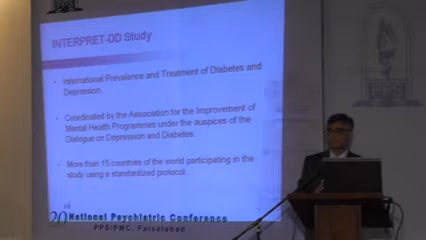 INTERPRET-DD Study
• International Prevalence and Treatment of Diabetes and
Depression.
• Coordinated by the Association for the Improvement of
Mental Health Programmes under the auspices of the
Dialogue on Depression and Diabetes.
• More than 15 countries of the world participating in the
study using a standardized protocol.
20th National Psychiatric Conference
PPS/PMC, Faisalabad
PPS